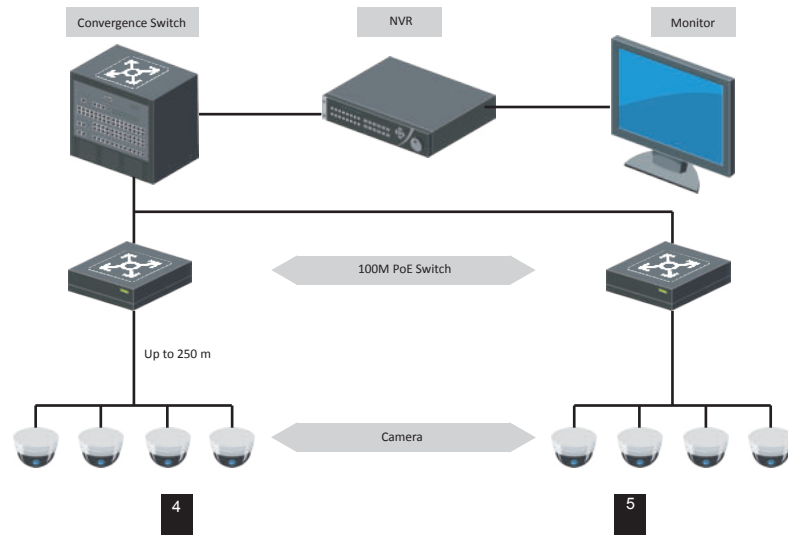 Convergence Switch
NVR
Monitor
100M PoE Switch
Up to 250 m
Camera
4
5